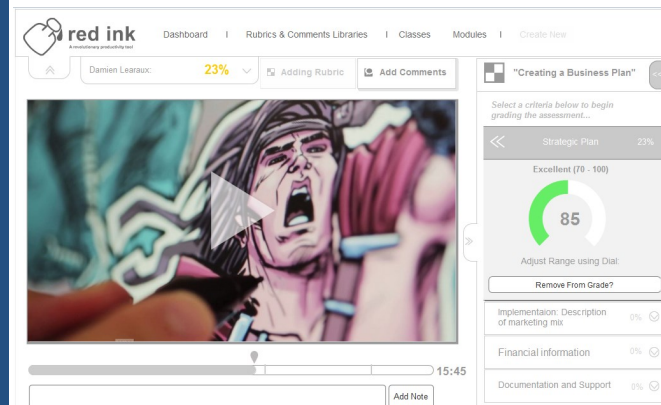 red ink
A revolutionary productivity tool
Dashboard I Rubrics & Comments Libraries I Classes Modules I Create New
Damien Learaux: 23%
Adding Rubric
Add Comments
"Creating a Business Plan"
<<
Select a criteria below to begin
grading the assessment...
Strategic Plan 23%
Excellent (70 - 100)
85
Adjust Range using Dial:
Remove From Grade?
Implementaion: Description
of marketing mix
0%
Financial information 0%
Documentation and Support 0%
15:45
Add Note